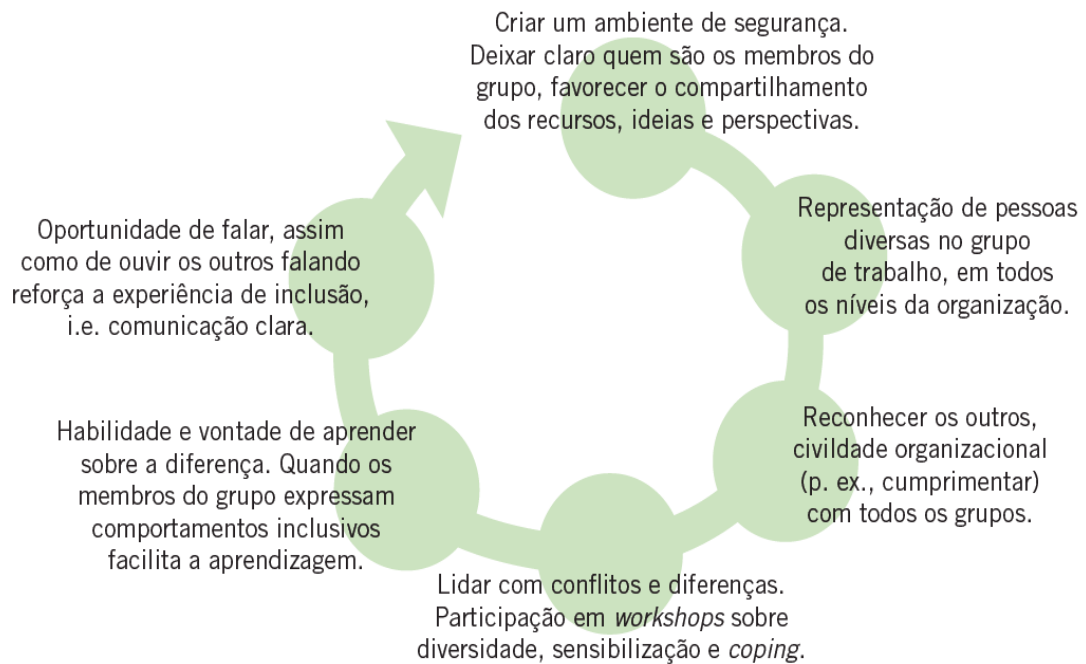 Criar um ambiente de segurança.
Deixar claro quem são os membros do
grupo, favorecer o compartilhamento
dos recursos, ideias e perspectivas.
Representação de pessoas
diversas no grupo
de trabalho, em todos
os níveis da organização.
Reconhecer os outros,
civildade organizacional
(p. ex., cumprimentar)
com todos os grupos.
Lidar com conflitos e diferenças.
Participação em workshops sobre
diversidade, sensibilização e coping.
Habilidade e vontade de aprender
sobre a diferença. Quando os
membros do grupo expressam
comportamentos inclusivos
facilita a aprendizagem.
Oportunidade de falar, assim
como de ouvir os outros falando
reforça a experiência de inclusão,
i.e. comunicação clara.